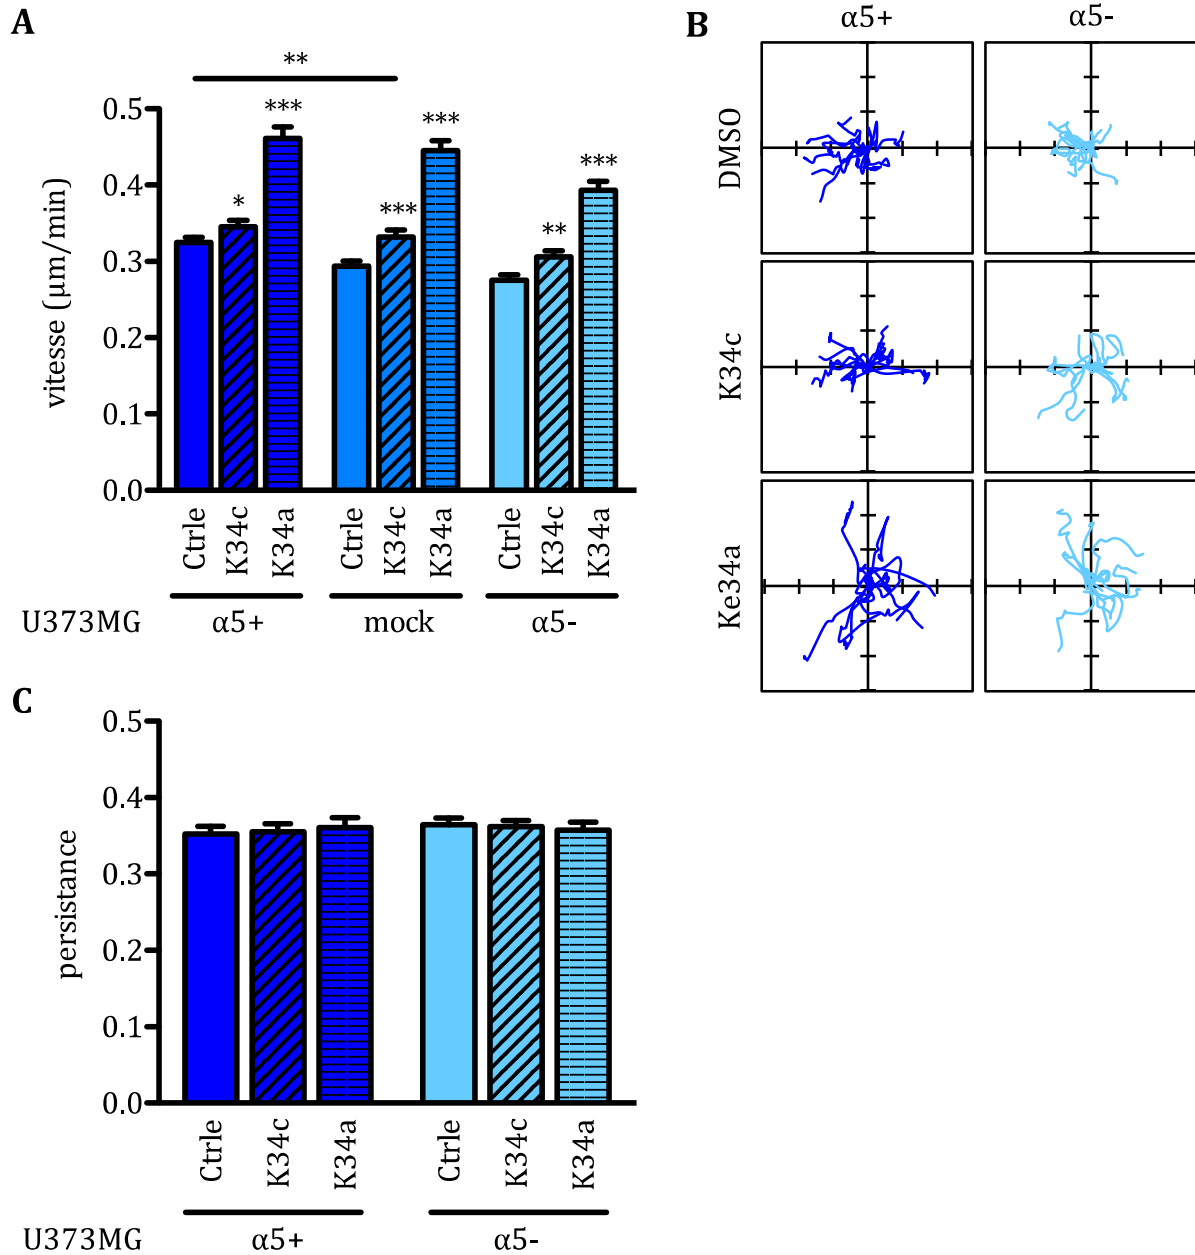 A
**
***
***
***
*
***
**
0.5
0.4
0.3
0.2
0.1
0.0
vitesse (µm/min)
Ctrle
K34c
K34a
Ctrle
K34c
K34a
Ctrle
K34c
K34a
U373MG
α5+
mock
α5-
B
α5+
α5-
DMSO
K34c
Ke34a
C
0.5
0.4
0.3
0.2
0.1
0.0
persistance
Ctrle
K34c
K34a
Ctrle
K34c
K34a
U373MG
α5+
α5-